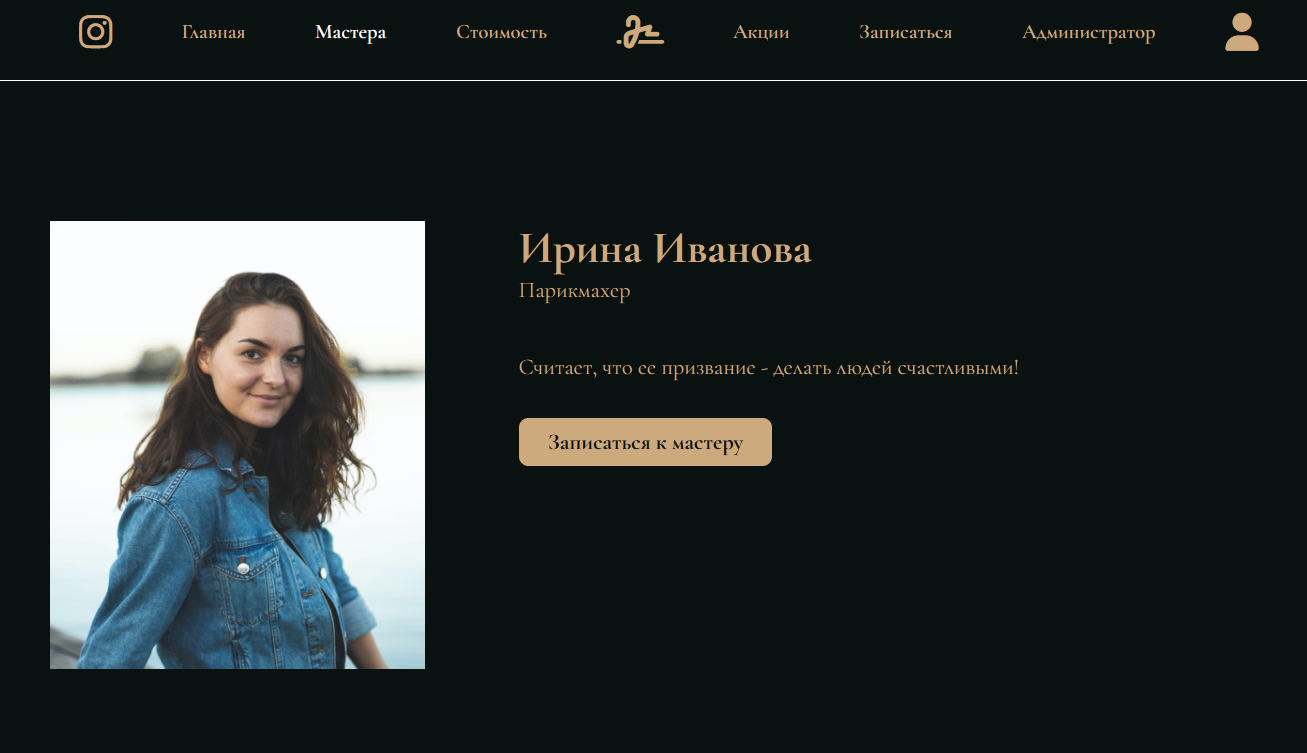 Главная Мастера Стоимость Акции Записаться Администратор
Ирина Иванова
Парикмахер
Считает, что ее призвание - делать людей счастливыми!
Записаться к мастеру